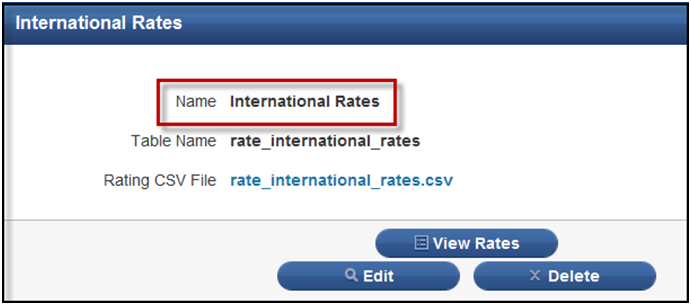 International Rates
Name International Rates
Table Name rate_international_rates
Rating CSV File rate_international_rates.csv
View Rates
Edit Delete